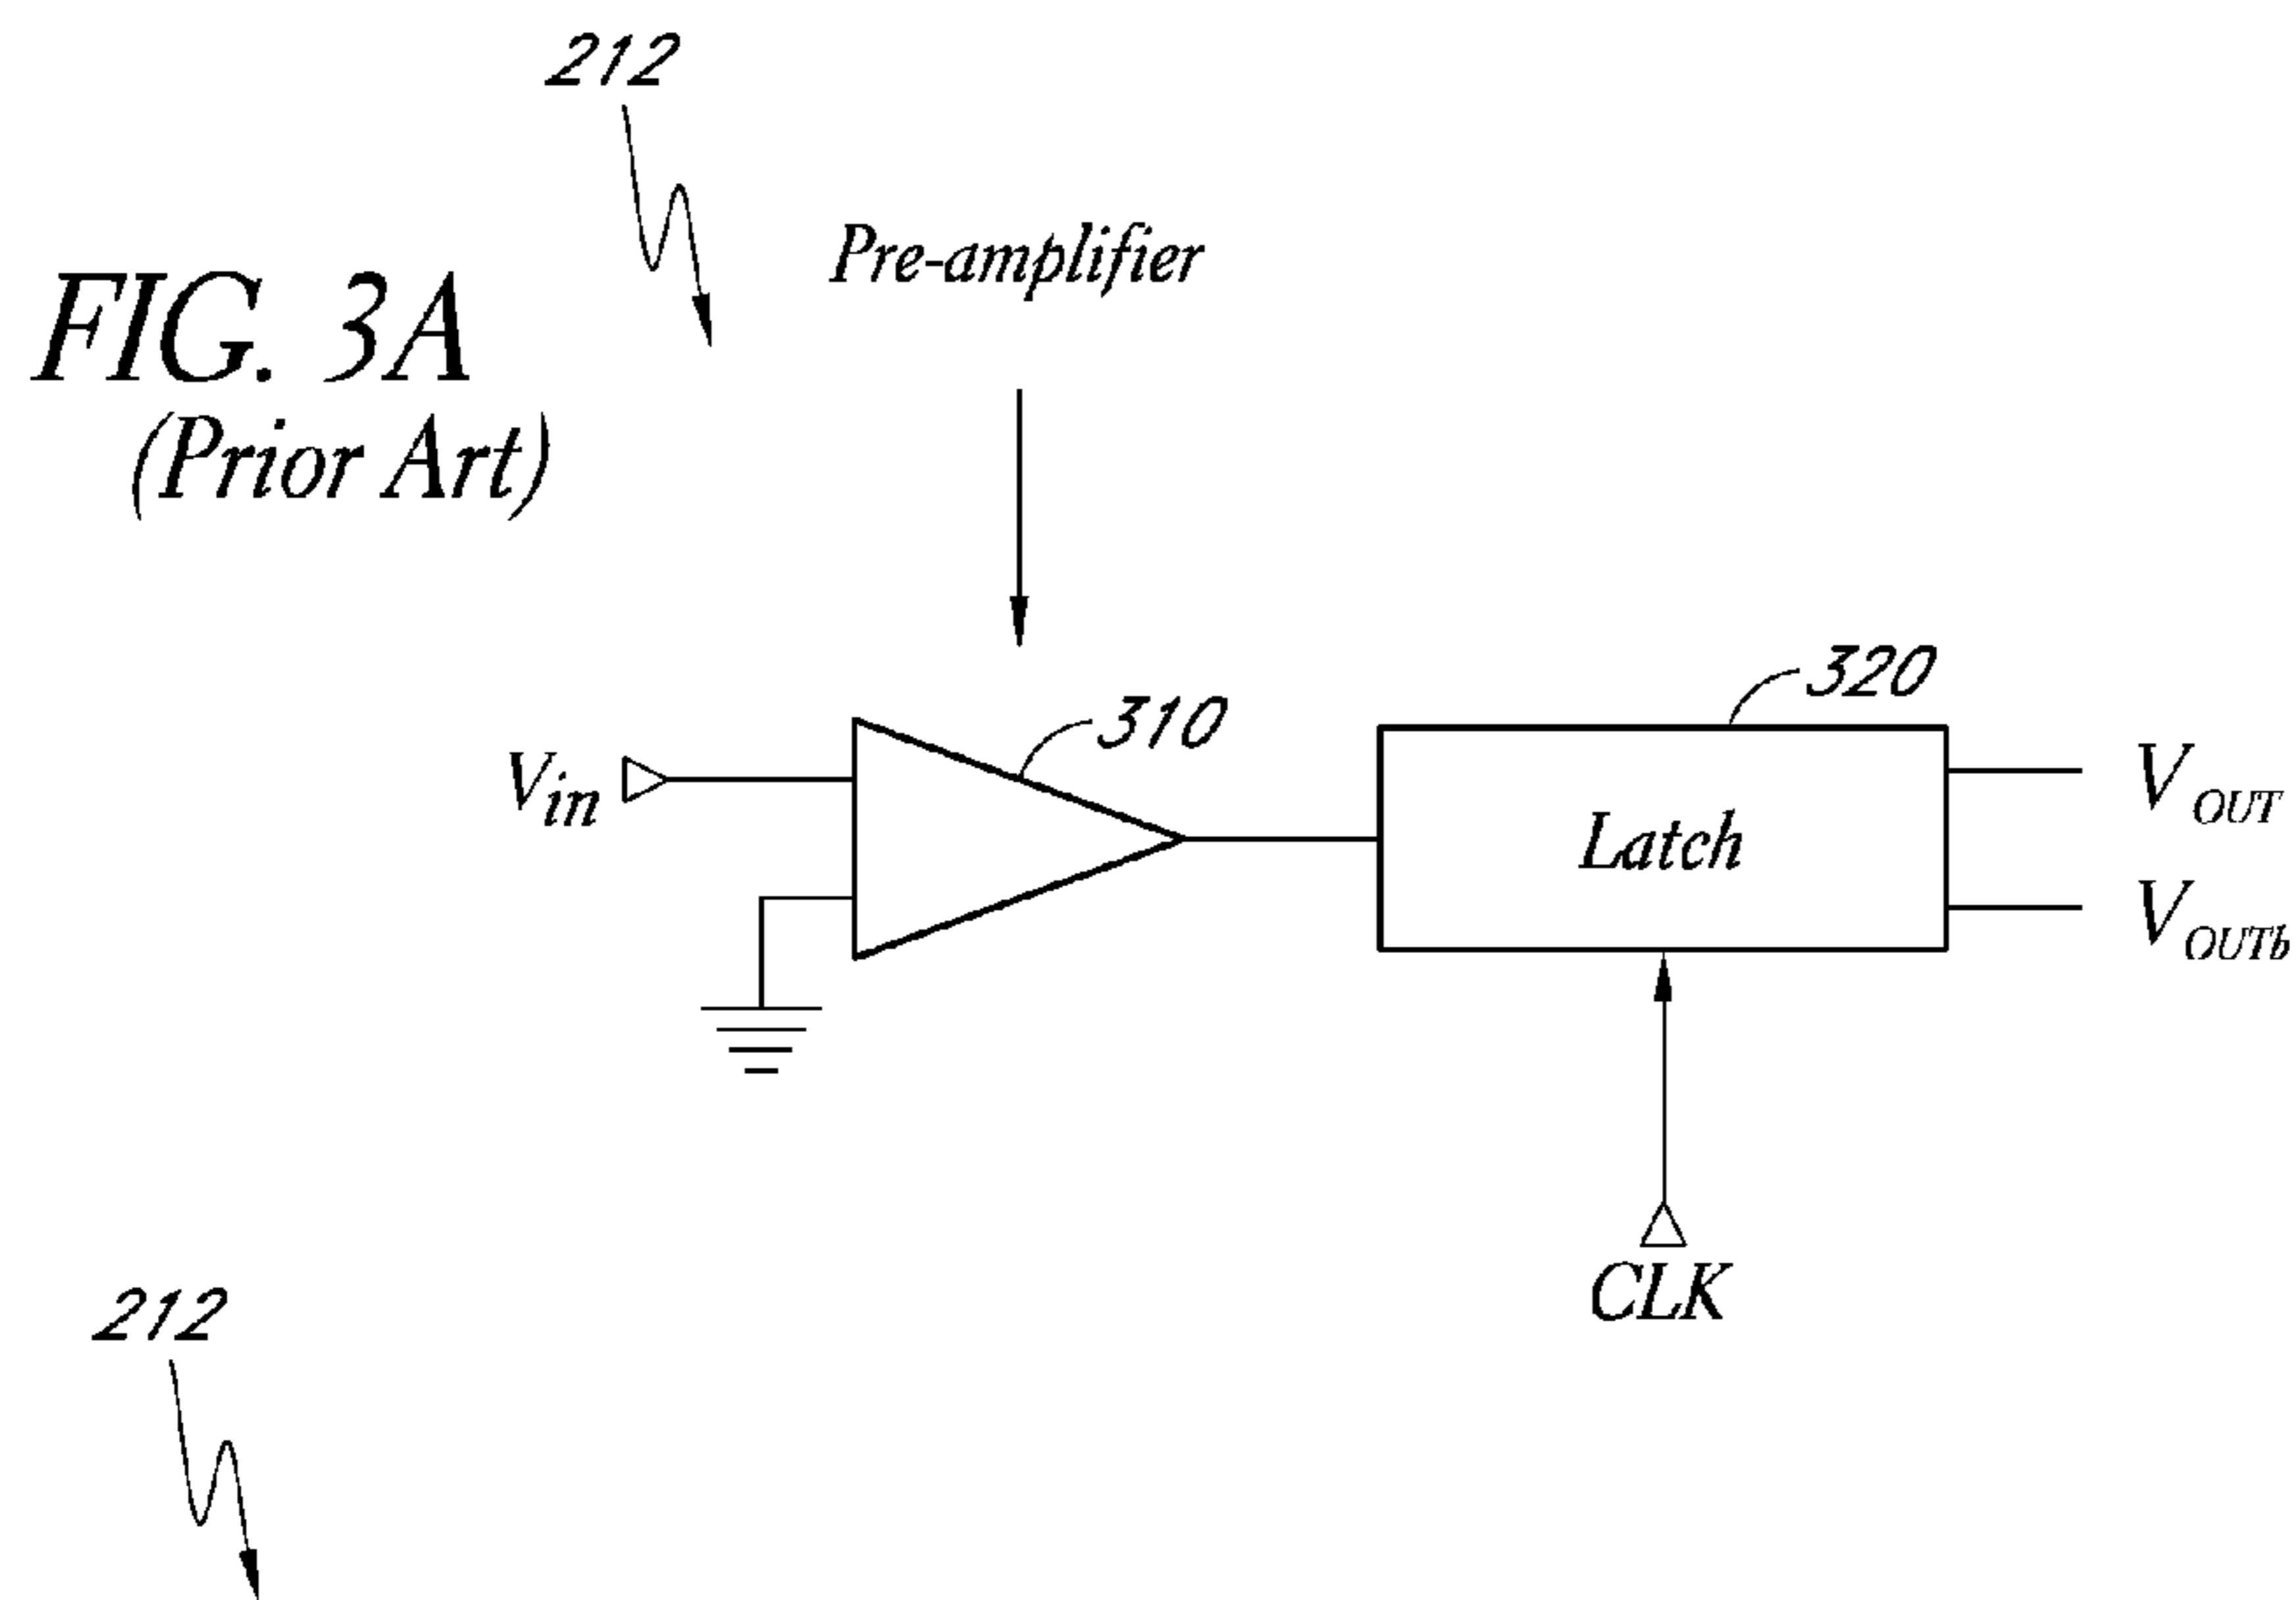 212
Pre-amplifier
FIG. 3A
(Prior Art)
320
310
Vin
Latch
VOUT
VOUTb
CLK
212